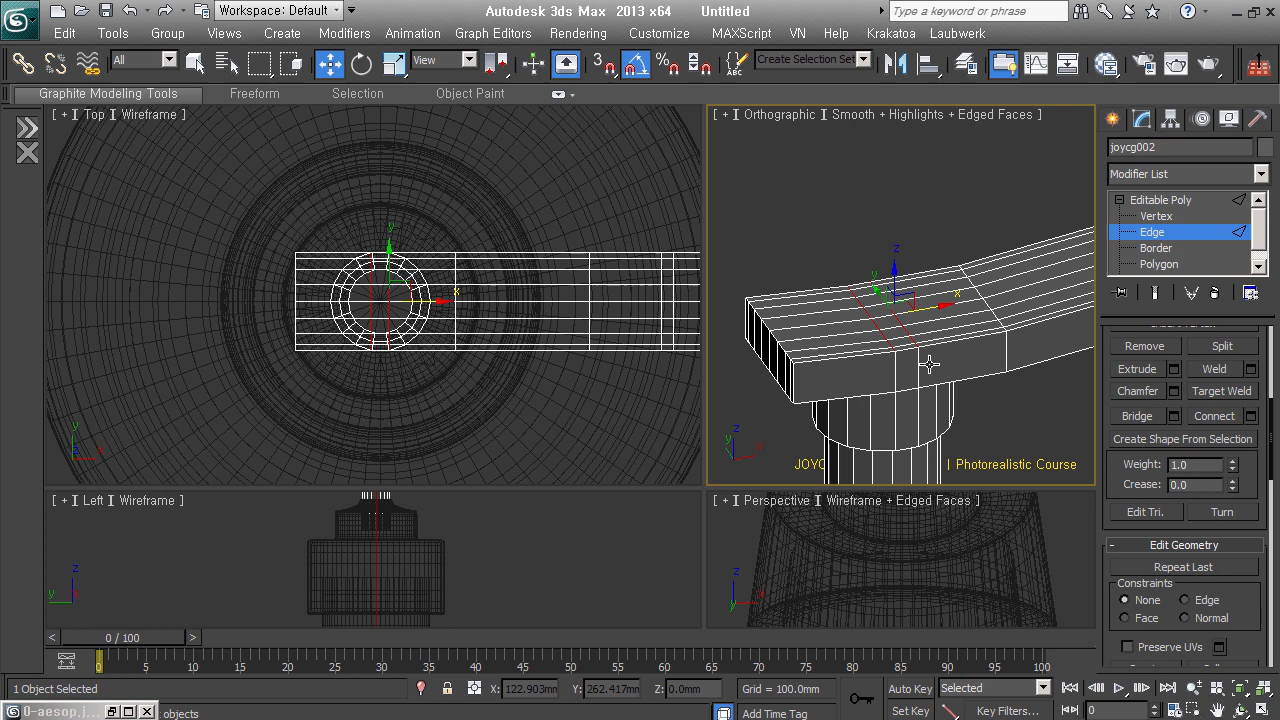 Autodesk 3ds Max 2013 x64 Untitled
Workspace: Default
Type a keyword or phrase
Edit Tools Group Views Create Modifiers Animation Graph Editors Rendering Customize MAXScript VN Help Krakatoa Laubwerk
All
View
3
Create Selection Set
Graphite Modeling Tools Freeform Selection Object Paint
[ + ] Top ] Wireframe ]
[ + ] Orthographic ] Smooth + Highlights + Edged Faces ]
[ + ] Left ] Wireframe ]
[ + ] Perspective ] Wireframe + Edged Faces ]
y
x
z
y
x
JOYC
| Photorealistic Course
joycg002
Modifier List
Editable Poly
Vertex
Edge
Border
Polygon
Remove Split
Extrude Weld
Chamfer Target Weld
Bridge Connect
Create Shape From Selection
Weight: 1.0
Crease: 0.0
Edit Tri. Turn
- Edit Geometry
Repeat Last
Constraints
None Edge
Face Normal
Preserve UVs
< 0 / 100 >
0 5 10 15 20 25 30 35 40 45 50 55 60 65 70 75 80 85 90 95 100
1 Object Selected
X: 122.903mm Y: 262.417mm Z: 0.0mm
Grid = 100.0mm
Auto Key Selected
0-aesop.j...
objects
Add Time Tag
Set Key Key Filters...
0